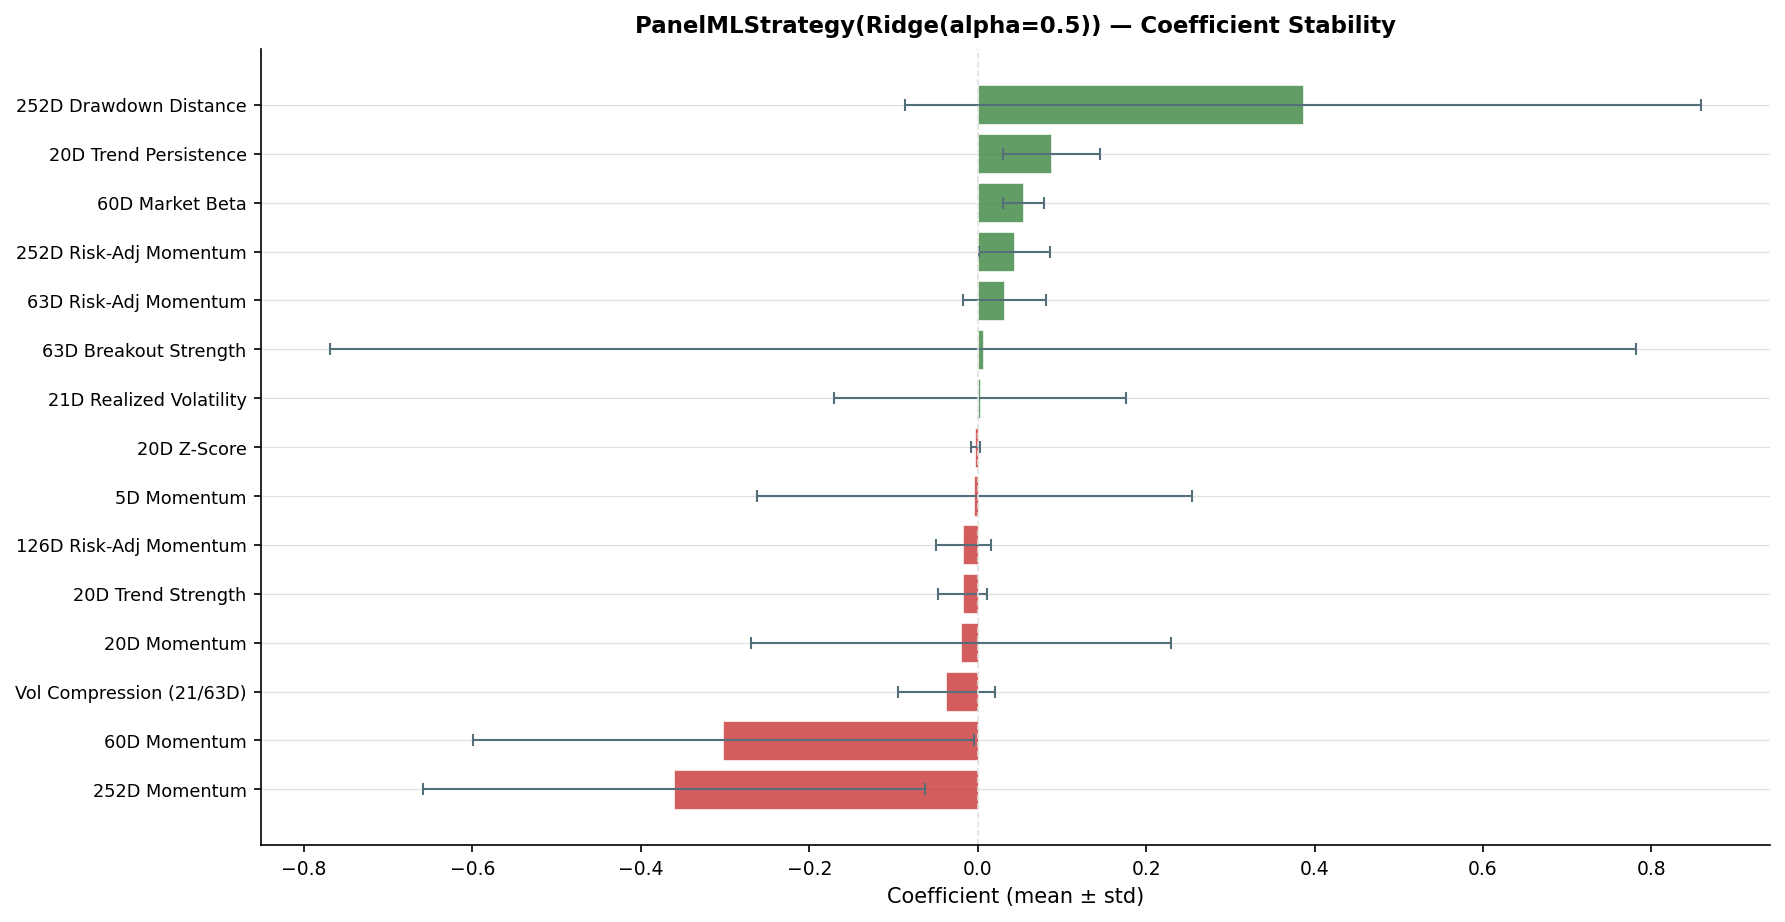 PanelMLStrategy(Ridge(alpha=0.5)) — Coefficient Stability
252D Drawdown Distance
20D Trend Persistence
60D Market Beta
252D Risk-Adj Momentum
63D Risk-Adj Momentum
63D Breakout Strength
21D Realized Volatility
20D Z-Score
5D Momentum
126D Risk-Adj Momentum
20D Trend Strength
20D Momentum
Vol Compression (21/63D)
60D Momentum
252D Momentum
−0.8 −0.6 −0.4 −0.2 0.0 0.2 0.4 0.6 0.8
Coefficient (mean ± std)